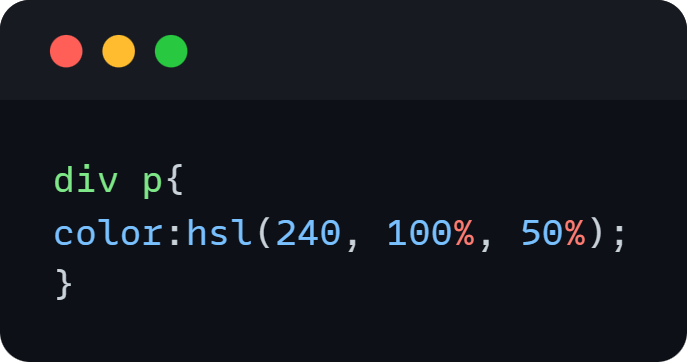 div p{
color:hsl(240, 100%, 50%);
}